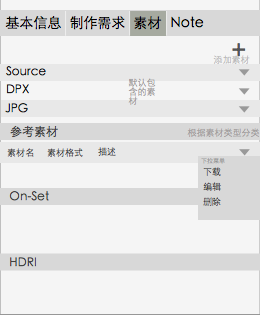 基本信息 制作需求 素材 Note
添加素材
Source
DPX
默认包
含的素
材
JPG
参考素材 根据素材类型分类
素材名 素材格式 描述
下拉菜单
下载
编辑
On-Set
删除
HDRI